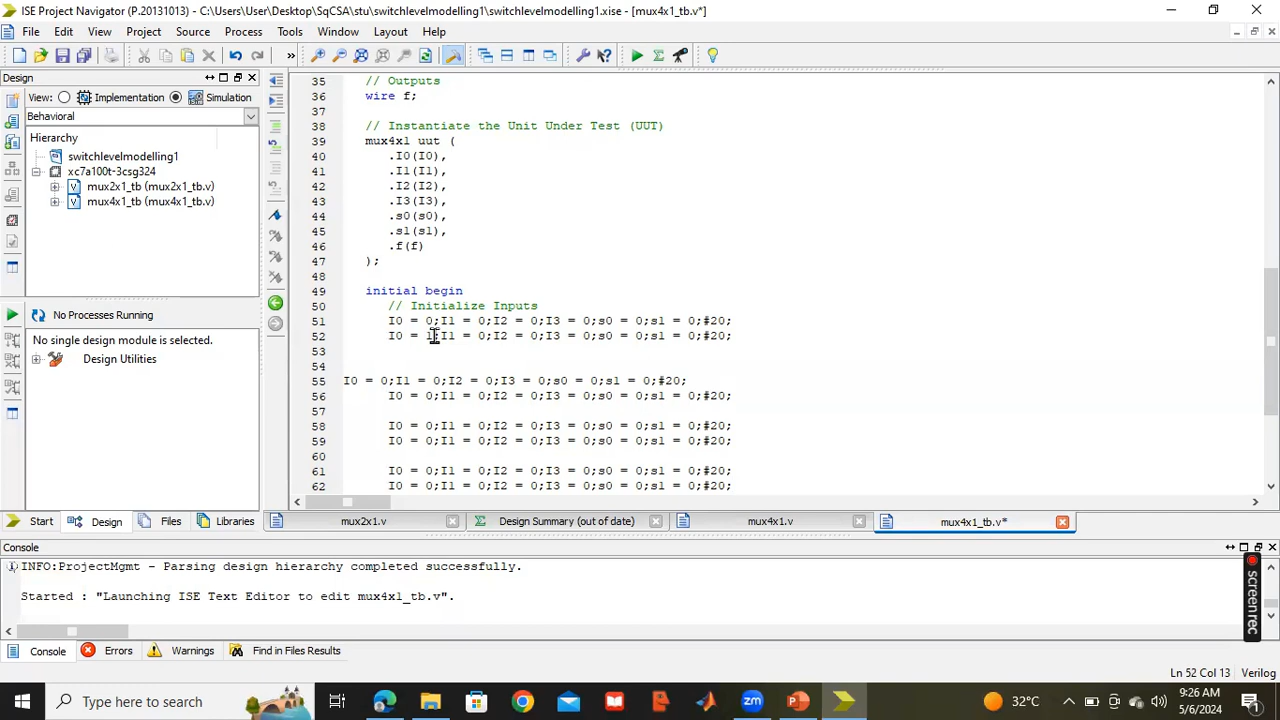 ISE Project Navigator (P.20131013) - C:\Users\User\Desktop\SqCSA\stu\switchlevelmodelling1\switchlevelmodelling1.xise - [mux4x1_tb.v*]
File Edit View Project Source Process Tools Window Layout Help
Design
View: Implementation Simulation
Behavioral
Hierarchy
switchlevelmodelling1
xc7a100t-3csg324
mux2x1_tb (mux2x1_tb.v)
mux4x1_tb (mux4x1_tb.v)
No Processes Running
No single design module is selected.
Design Utilities
35 // Outputs
36 wire f;
37
38 // Instantiate the Unit Under Test (UUT)
39 mux4x1 uut (
40 .I0(I0),
41 .I1(I1),
42 .I2(I2),
43 .I3(I3),
44 .s0(s0),
45 .s1(s1),
46 .f(f)
47 );
48
49 initial begin
50 // Initialize Inputs
51 I0 = 0;I1 = 0;I2 = 0;I3 = 0;s0 = 0;s1 = 0;#20;
52 I0 = 1;I1 = 0;I2 = 0;I3 = 0;s0 = 0;s1 = 0;#20;
53
54
55 I0 = 0;I1 = 0;I2 = 0;I3 = 0;s0 = 0;s1 = 0;#20;
56 I0 = 0;I1 = 0;I2 = 0;I3 = 0;s0 = 0;s1 = 0;#20;
57
58 I0 = 0;I1 = 0;I2 = 0;I3 = 0;s0 = 0;s1 = 0;#20;
59 I0 = 0;I1 = 0;I2 = 0;I3 = 0;s0 = 0;s1 = 0;#20;
60
61 I0 = 0;I1 = 0;I2 = 0;I3 = 0;s0 = 0;s1 = 0;#20;
62 I0 = 0;I1 = 0;I2 = 0;I3 = 0;s0 = 0;s1 = 0;#20;
Start Design Files Libraries mux2x1.v Design Summary (out of date) mux4x1.v mux4x1_tb.v*
Console
INFO:ProjectMgmt - Parsing design hierarchy completed successfully.
Started : "Launching ISE Text Editor to edit mux4x1_tb.v".
screenrec
Console Errors Warnings Find in Files Results
Ln 52 Col 13 Verilog
Type here to search
zm
32°C
9:26 AM
5/6/2024